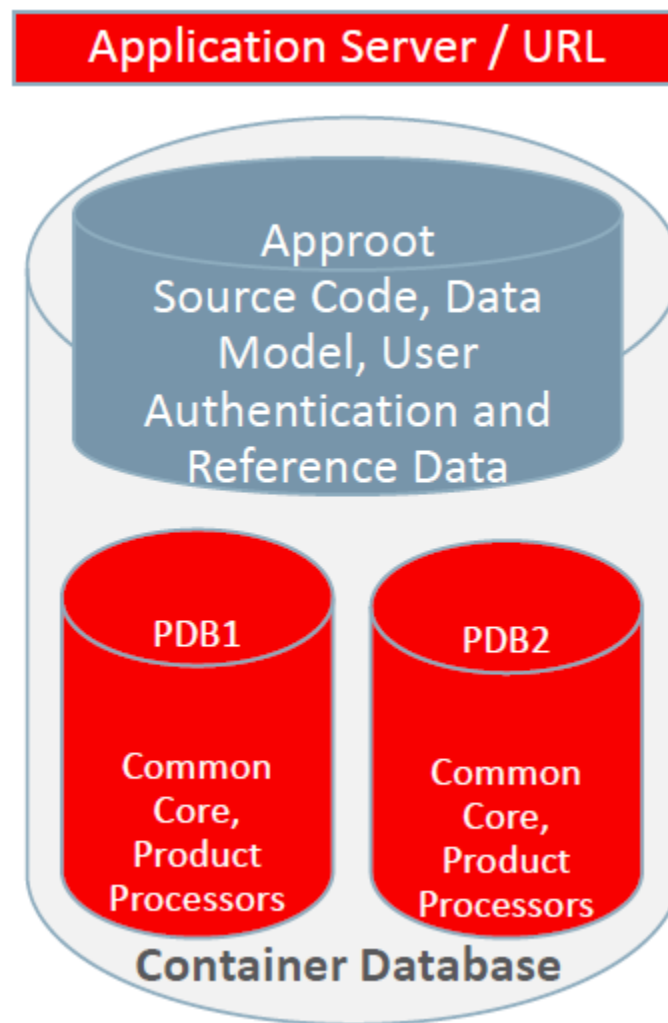 Application Server / URL
Approot
Source Code, Data
Model, User
Authentication and
Reference Data
PDB1
Common
Core,
Product
Processors
PDB2
Common
Core,
Product
Processors
Container Database